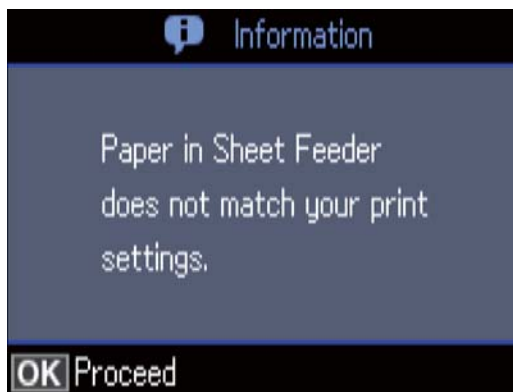 Information
Paper in Sheet Feeder
does not match your print
settings.
OK Proceed